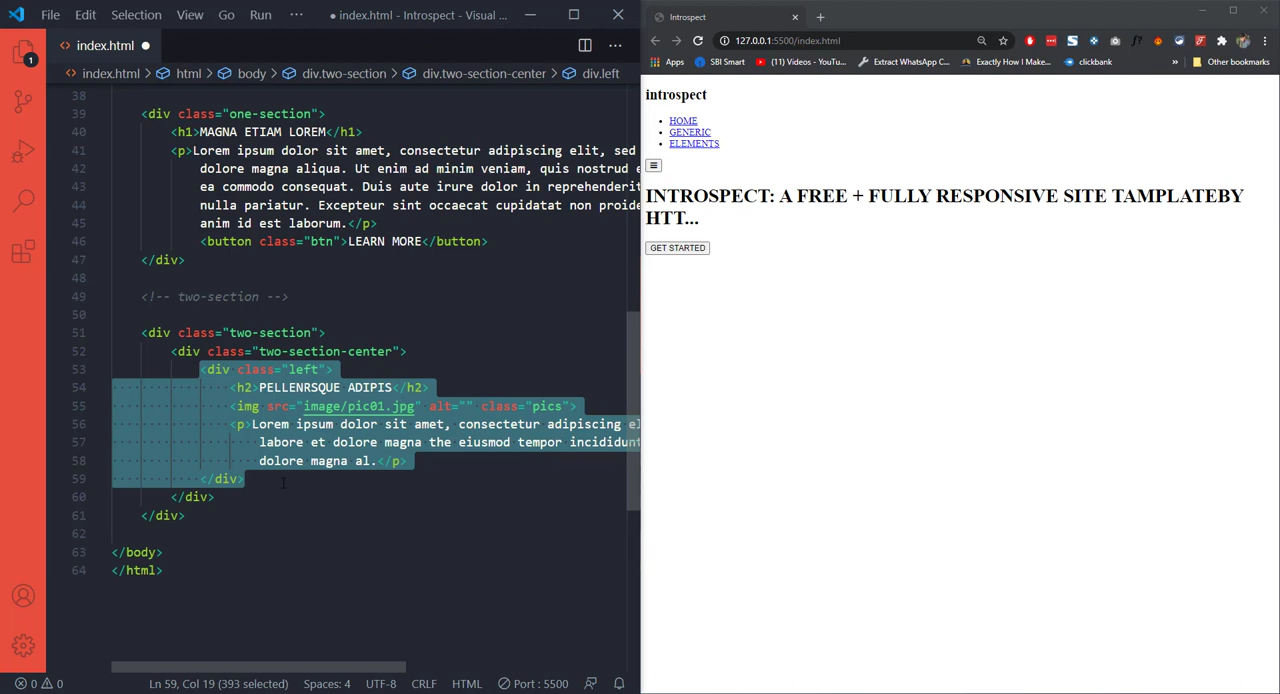 File Edit Selection View Go Run ··· ● index.html - Introspect - Visual ...
index.html ●
index.html > html > body > div.two-section > div.two-section-center > div.left
38
39 <div class="one-section">
40 <h1>MAGNA ETIAM LOREM</h1>
41 <p>Lorem ipsum dolor sit amet, consectetur adipiscing elit, sed
42 dolore magna aliqua. Ut enim ad minim veniam, quis nostrud e
43 ea commodo consequat. Duis aute irure dolor in reprehenderit
44 nulla pariatur. Excepteur sint occaecat cupidatat non proide
45 anim id est laborum.</p>
46 <button class="btn">LEARN MORE</button>
47 </div>
48
49 <!-- two-section -->
50
51 <div class="two-section">
52 <div class="two-section-center">
53 <div class="left">
54 <h2>PELLENRSQUE ADIPIS</h2>
55 <img src="image/pic01.jpg" alt="" class="pics">
56 <p>Lorem ipsum dolor sit amet, consectetur adipiscing el
57 labore et dolore magna the eiusmod tempor incididunt
58 dolore magna al.</p>
59 </div>
60 </div>
61 </div>
62
63 </body>
64 </html>
1
0 0 Ln 59, Col 19 (393 selected) Spaces: 4 UTF-8 CRLF HTML Port : 5500
Introspect
127.0.0.1:5500/index.html
Apps SBI Smart (11) Videos - YouTu... Extract WhatsApp C... Exactly How I Make... clickbank » Other bookmarks
introspect
• HOME
• GENERIC
• ELEMENTS
INTROSPECT: A FREE + FULLY RESPONSIVE SITE TAMPLATEBY
HTT...
GET STARTED